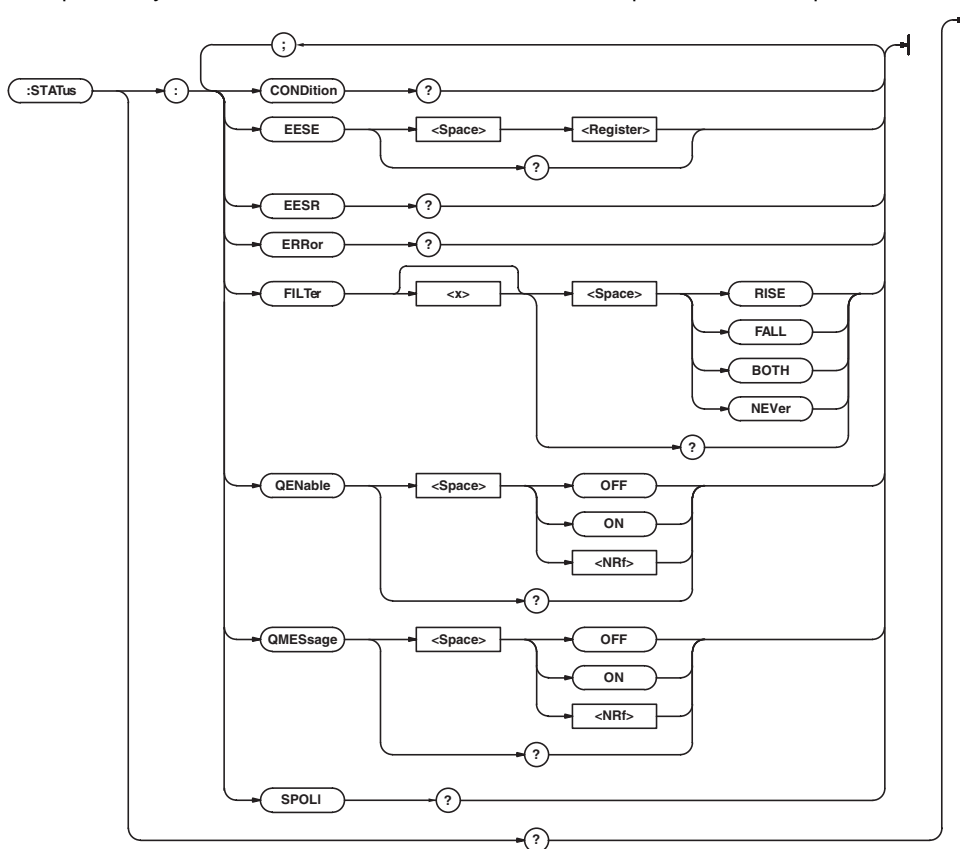 ;
:STATus : CONDition ?
EESE <Space> <Register>
?
EESR ?
ERRor ?
FILTer <x> <Space> RISE
FALL
BOTH
NEVer
?
QENable <Space> OFF
ON
<NRf>
?
QMESsage <Space> OFF
ON
<NRf>
?
SPOLl ?
?